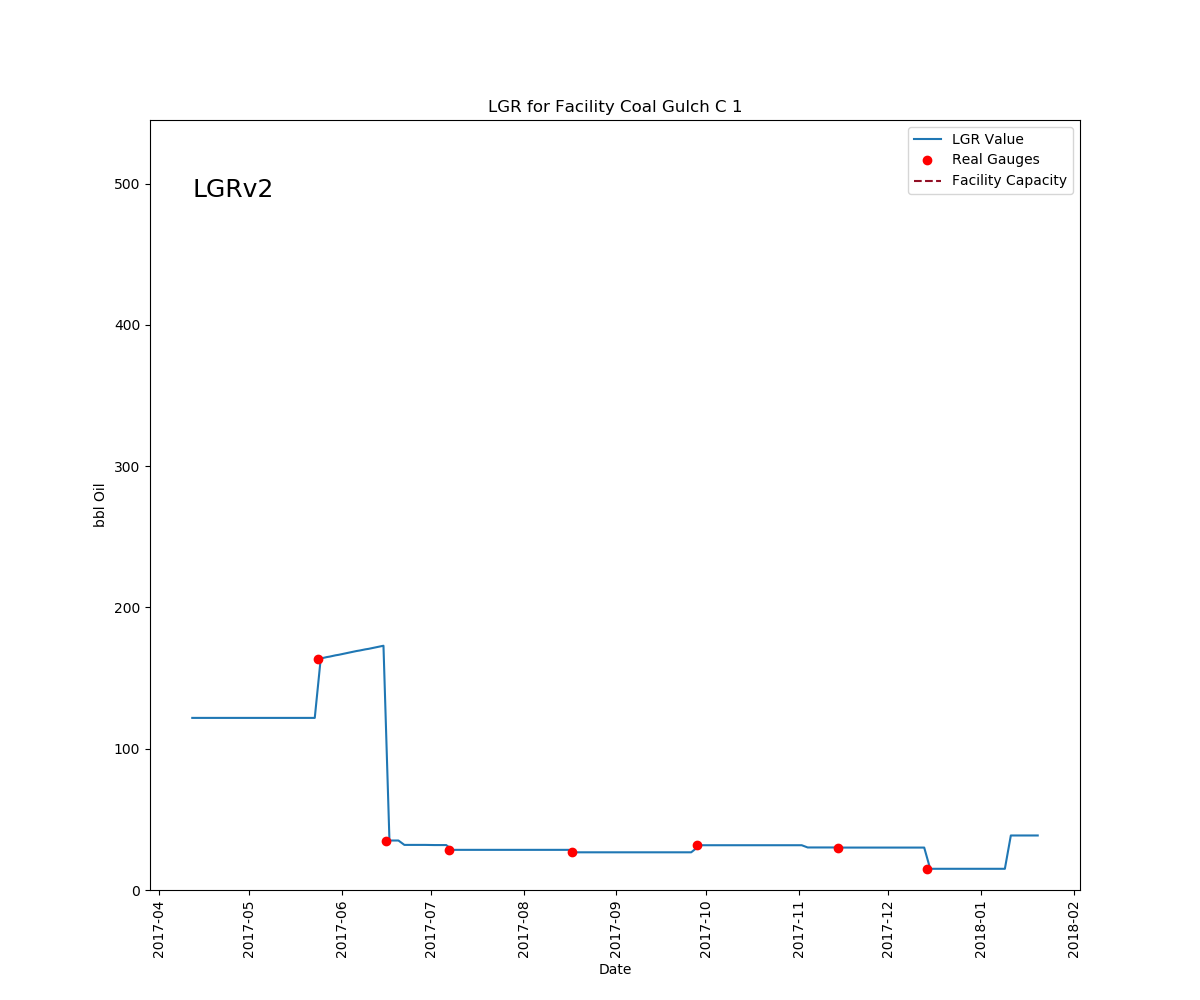 LGR for Facility Coal Gulch C 1
LGR Value
Real Gauges
Facility Capacity
LGRv2
500
400
300
200
100
0
bbl Oil
2017-04
2017-05
2017-06
2017-07
2017-08
2017-09
2017-10
2017-11
2017-12
2018-01
2018-02
Date